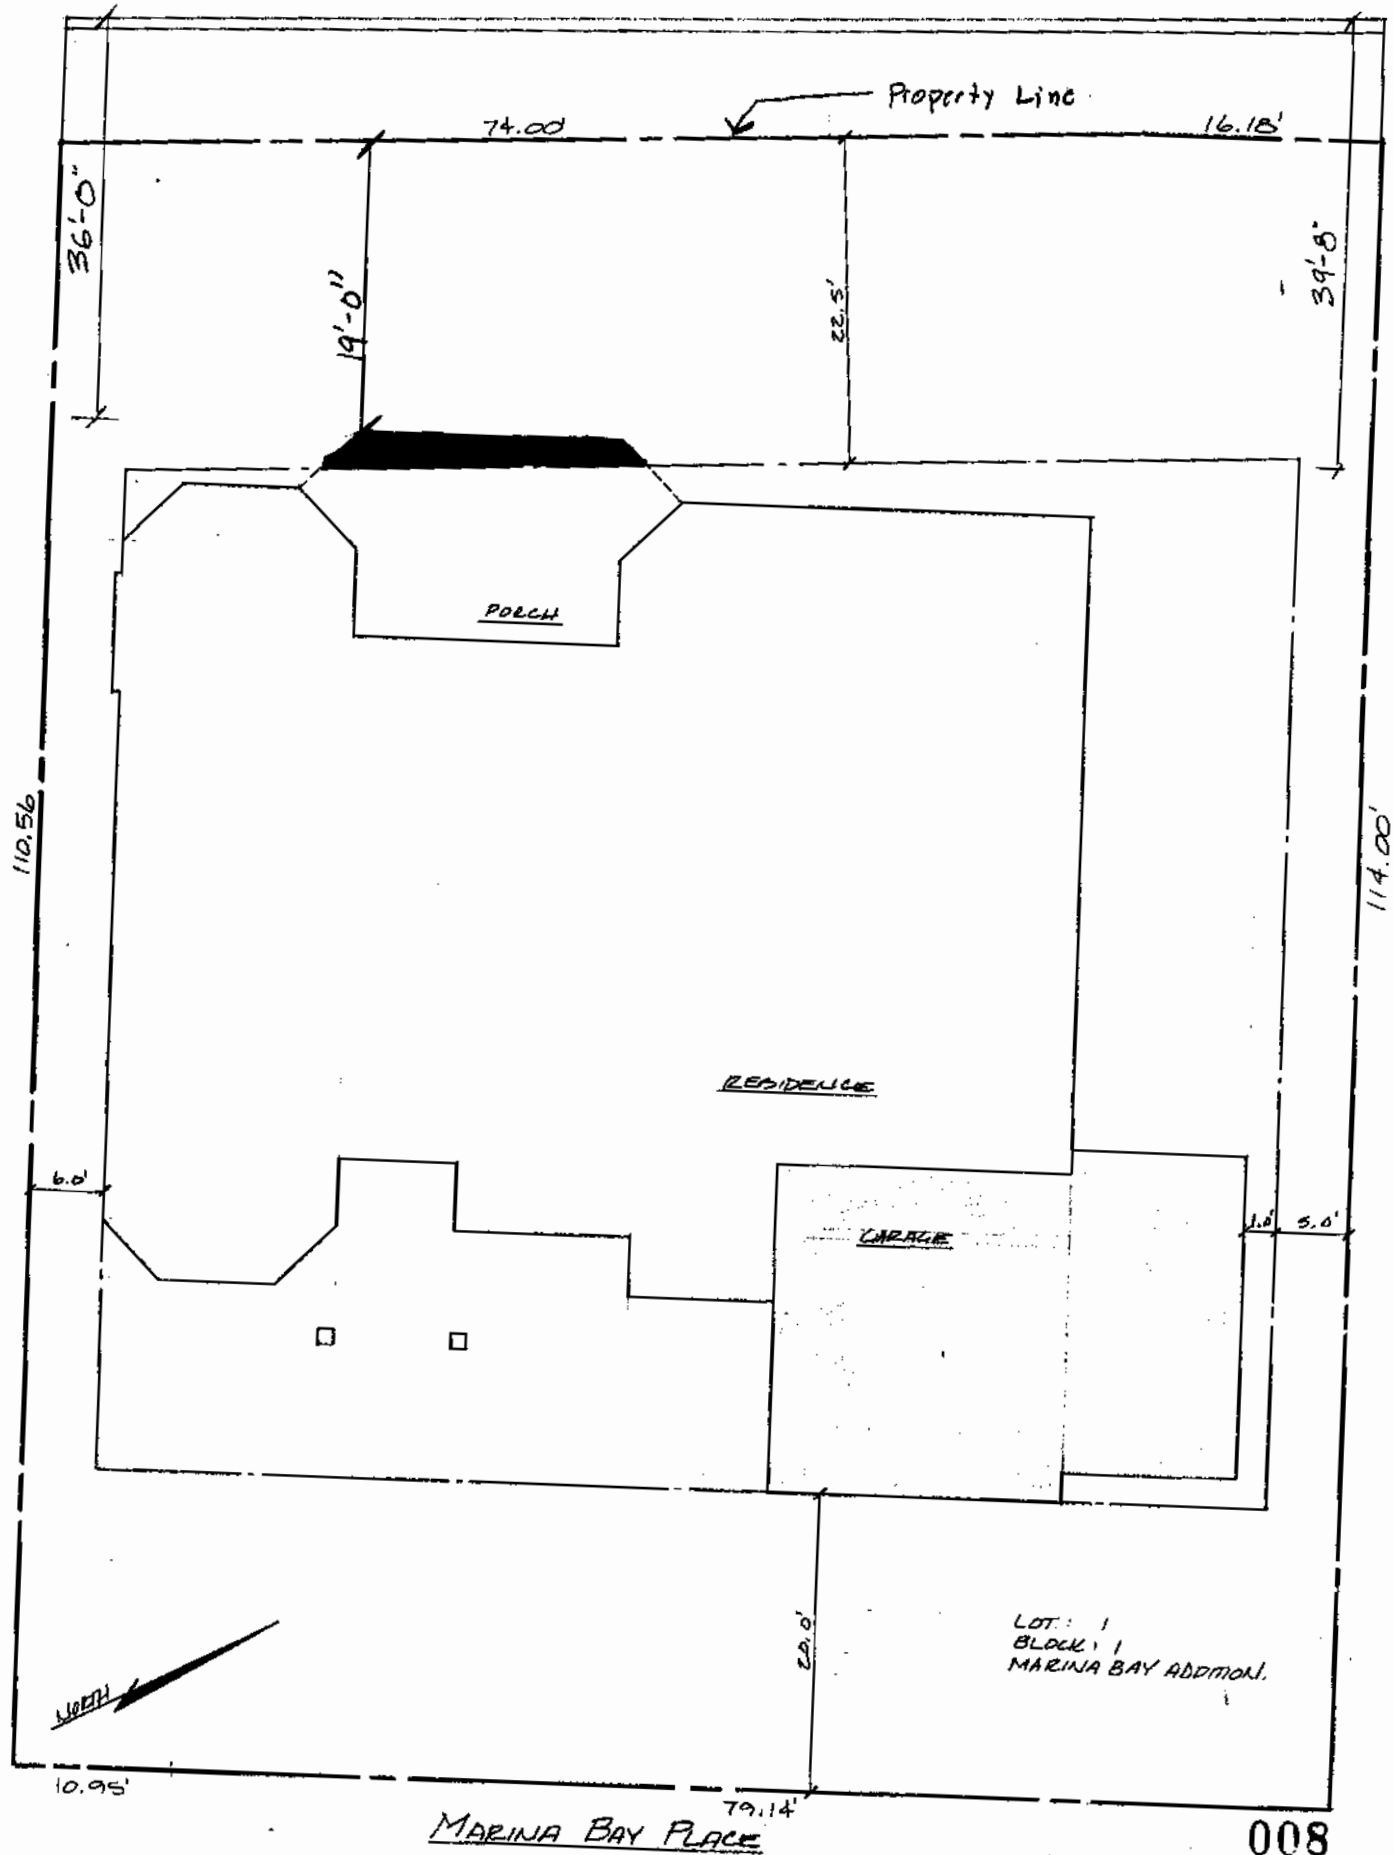 Property Line
74.00'
16.18'
36'-0"
19'-0"
22.5'
39'-8"
PORCH
110.56
114.00'
RESIDENCE
6.0'
GARAGE
1.0'
5.0'
20.0'
LOT: 1
BLOCK: 1
MARINA BAY ADDITION.
NORTH
10.95'
79.14'
MARINA BAY PLACE
008